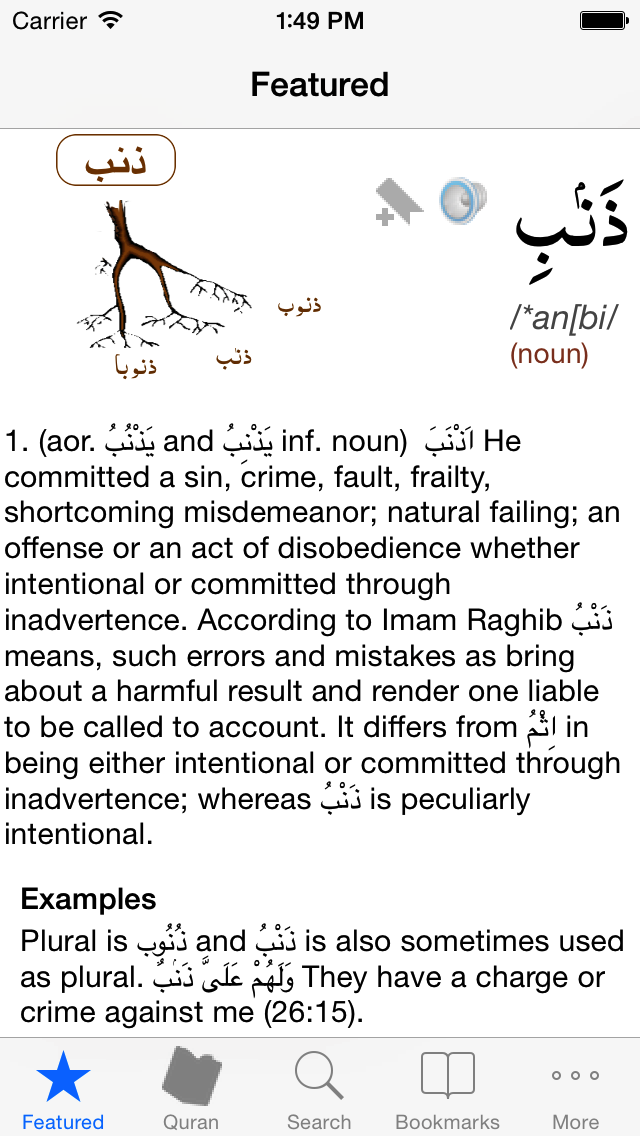 Carrier 1:49 PM
Featured
ذنب
ذَنۢبِ
ذنوب
ذنۢب
ذنوبا
/*an[bi/
(noun)
1. (aor. يَذْنُبُ and يَذْنِبُ inf. noun) اَذْنَبَ He
committed a sin, crime, fault, frailty,
shortcoming misdemeanor; natural failing; an
offense or an act of disobedience whether
intentional or committed through
inadvertence. According to Imam Raghib ذَنْبُ
means, such errors and mistakes as bring
about a harmful result and render one liable
to be called to account. It differs from اِثْمُ in
being either intentional or committed through
inadvertence; whereas ذَنْبُ is peculiarly
intentional.
Examples
Plural is ذُنُوب and ذَنْبُ is also sometimes used
as plural. وَلَهُمْ عَلَىَّ ذَنۢبٌ They have a charge or
crime against me (26:15).
Featured Quran Search Bookmarks More